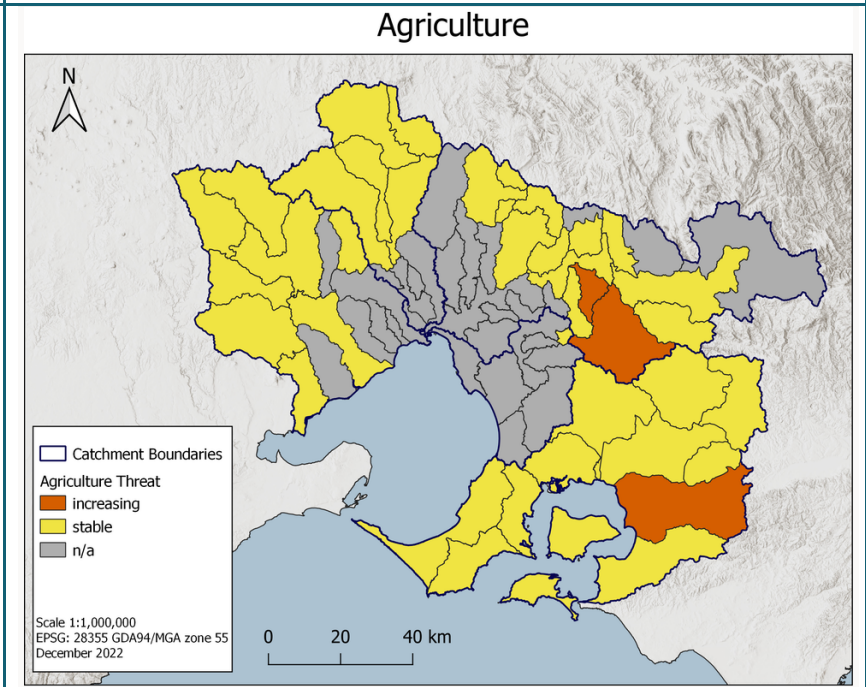 Agriculture
N
Catchment Boundaries
Agriculture Threat
increasing
stable
n/a
Scale 1:1,000,000
EPSG: 28355 GDA94/MGA zone 55
December 2022
0 20 40 km